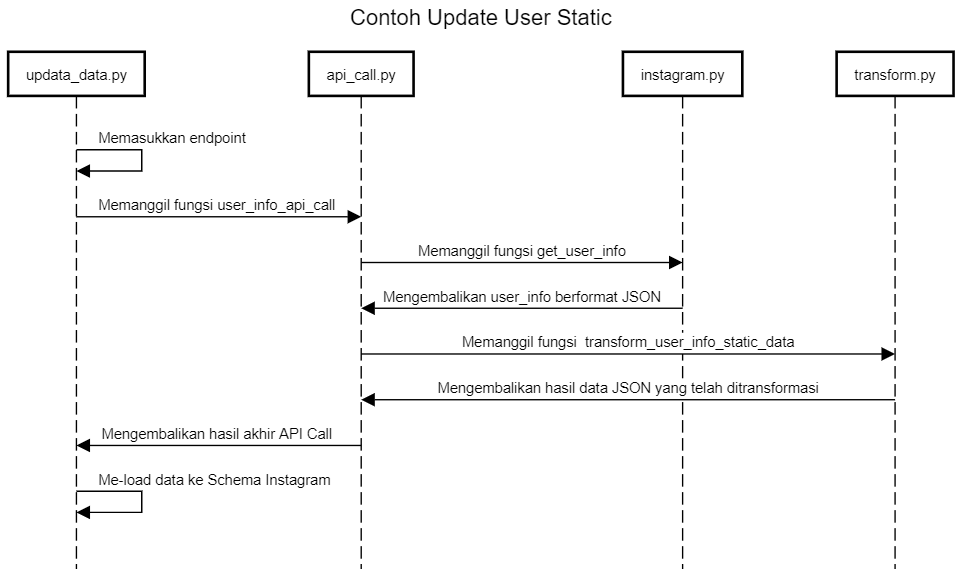 Contoh Update User Static
updata_data.py
api_call.py
instagram.py
transform.py
Memasukkan endpoint
Memanggil fungsi user_info_api_call
Memanggil fungsi get_user_info
Mengembalikan user_info berformat JSON
Memanggil fungsi  transform_user_info_static_data
Mengembalikan hasil data JSON yang telah ditransformasi
Mengembalikan hasil akhir API Call
Me-load data ke Schema Instagram